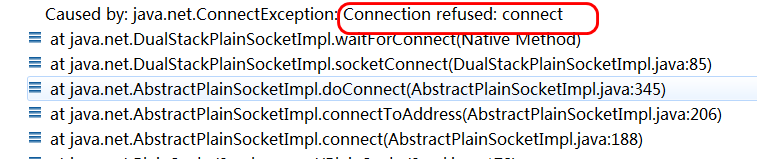 Caused by: java.net.ConnectException: Connection refused: connect
at java.net.DualStackPlainSocketImpl.waitForConnect(Native Method)
at java.net.DualStackPlainSocketImpl.socketConnect(DualStackPlainSocketImpl.java:85)
at java.net.AbstractPlainSocketImpl.doConnect(AbstractPlainSocketImpl.java:345)
at java.net.AbstractPlainSocketImpl.connectToAddress(AbstractPlainSocketImpl.java:206)
at java.net.AbstractPlainSocketImpl.connect(AbstractPlainSocketImpl.java:188)